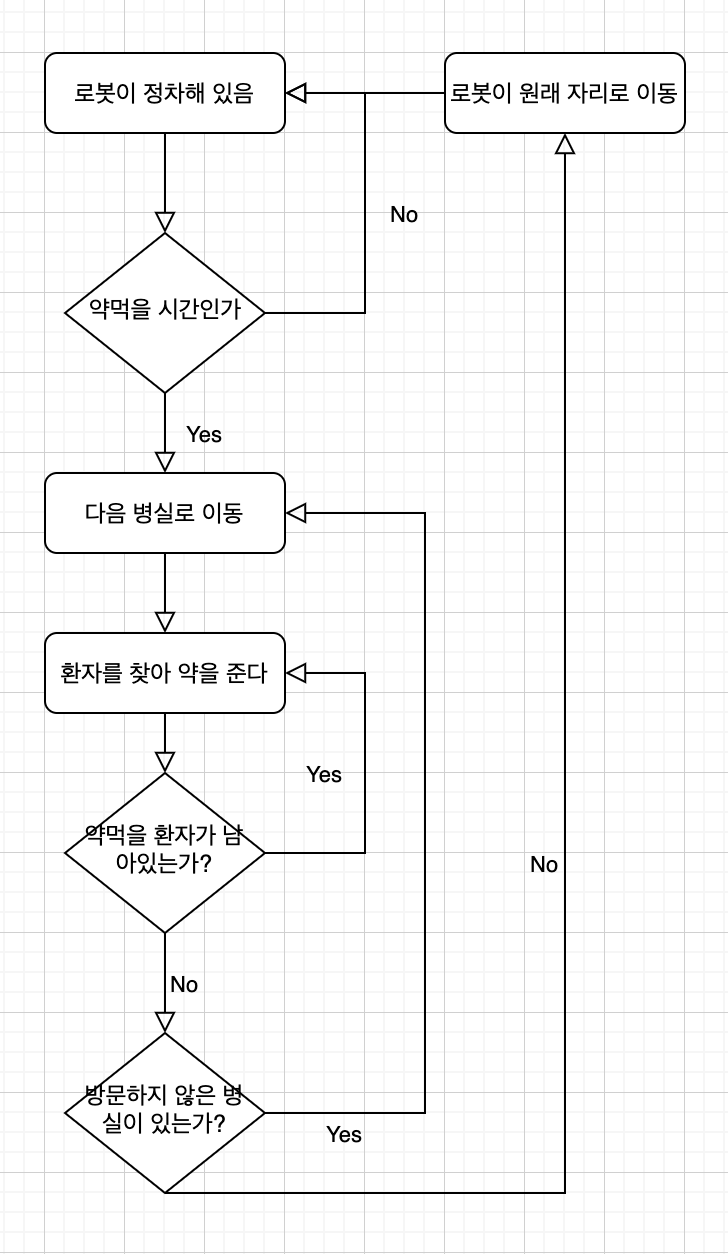 로봇이 정차해 있음
로봇이 원래 자리로 이동
No
약먹을 시간인가
Yes
다음 병실로 이동
환자를 찾아 약을 준다
Yes
약먹을 환자가 남
아있는가?
No
No
방문하지 않은 병
실이 있는가?
Yes